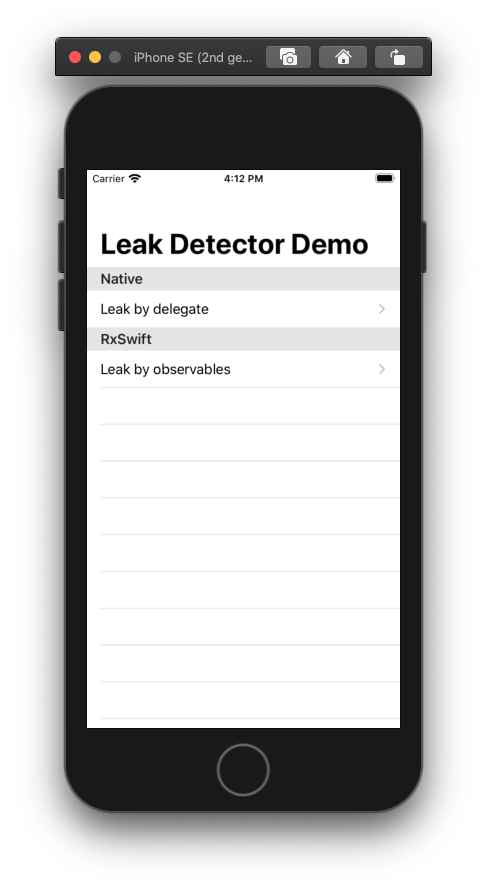 iPhone SE (2nd ge...
Carrier
4:12 PM
Leak Detector Demo
Native
Leak by delegate
RxSwift
Leak by observables